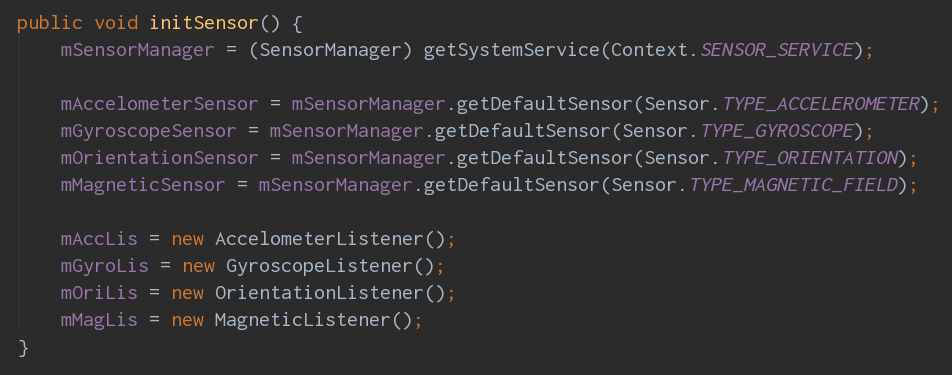 public void initSensor() {
mSensorManager = (SensorManager) getSystemService(Context.SENSOR_SERVICE);
mAccelometerSensor = mSensorManager.getDefaultSensor(Sensor.TYPE_ACCELEROMETER);
mGyroscopeSensor = mSensorManager.getDefaultSensor(Sensor.TYPE_GYROSCOPE);
mOrientationSensor = mSensorManager.getDefaultSensor(Sensor.TYPE_ORIENTATION);
mMagneticSensor = mSensorManager.getDefaultSensor(Sensor.TYPE_MAGNETIC_FIELD);
mAccLis = new AccelometerListener();
mGyroLis = new GyroscopeListener();
mOriLis = new OrientationListener();
mMagLis = new MagneticListener();
}